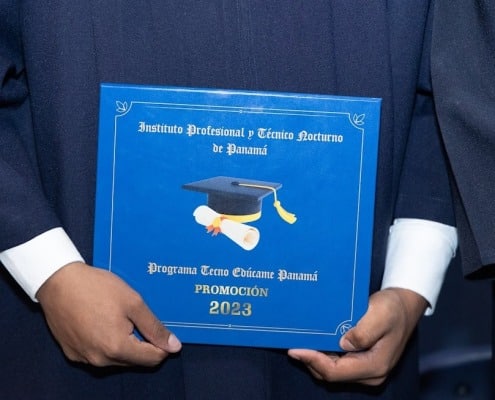 Instituto Profesional y Técnico Nocturno
de Panamá
Programa Tecno Edúcame Panamá
PROMOCIÓN
2023